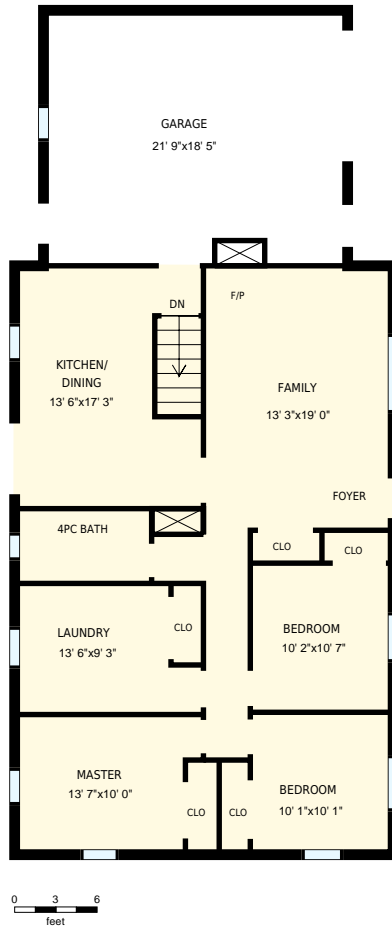 GARAGE
21' 9"x18' 5"
DN
F/P
KITCHEN/
DINING
13' 6"x17' 3"
FAMILY
13' 3"x19' 0"
FOYER
4PC BATH
CLO
CLO
LAUNDRY
13' 6"x9' 3"
CLO
BEDROOM
10' 2"x10' 7"
MASTER
13' 7"x10' 0"
CLO
CLO
BEDROOM
10' 1"x10' 1"
0 3 6
feet